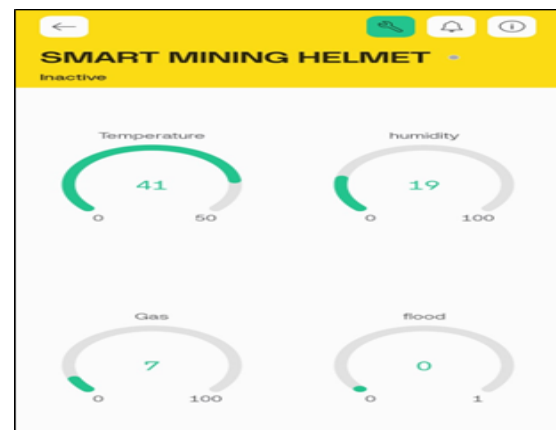 SMART MINING HELMET
Inactive
Temperature
humidity
41
19
0
50
0
100
Gas
flood
7
0
0
100
0
1